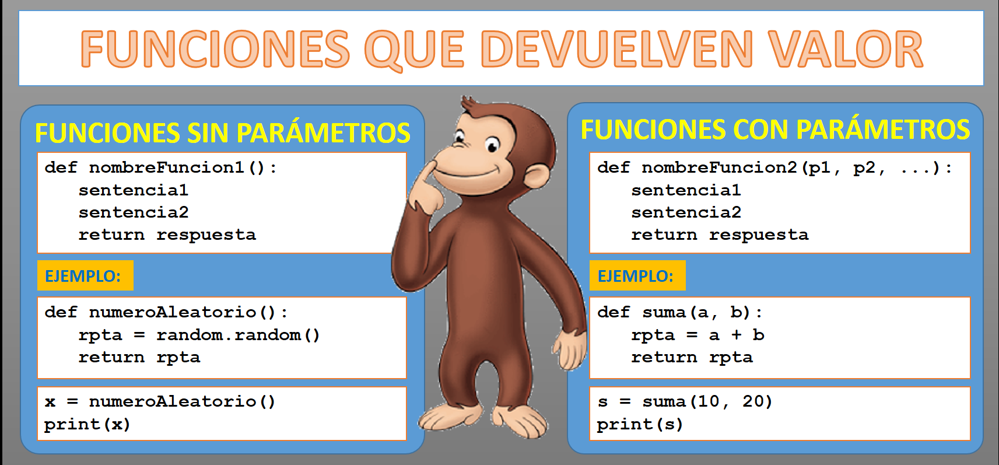 FUNCIONES QUE DEVUELVEN VALOR
FUNCIONES SIN PARÁMETROS
def nombreFuncion1():
sentencia1
sentencia2
return respuesta
EJEMPLO:
def numeroAleatorio():
rpta = random.random()
return rpta
x = numeroAleatorio()
print(x)
FUNCIONES CON PARÁMETROS
def nombreFuncion2(p1, p2, ...):
sentencia1
sentencia2
return respuesta
EJEMPLO:
def suma(a, b):
rpta = a + b
return rpta
s = suma(10, 20)
print(s)